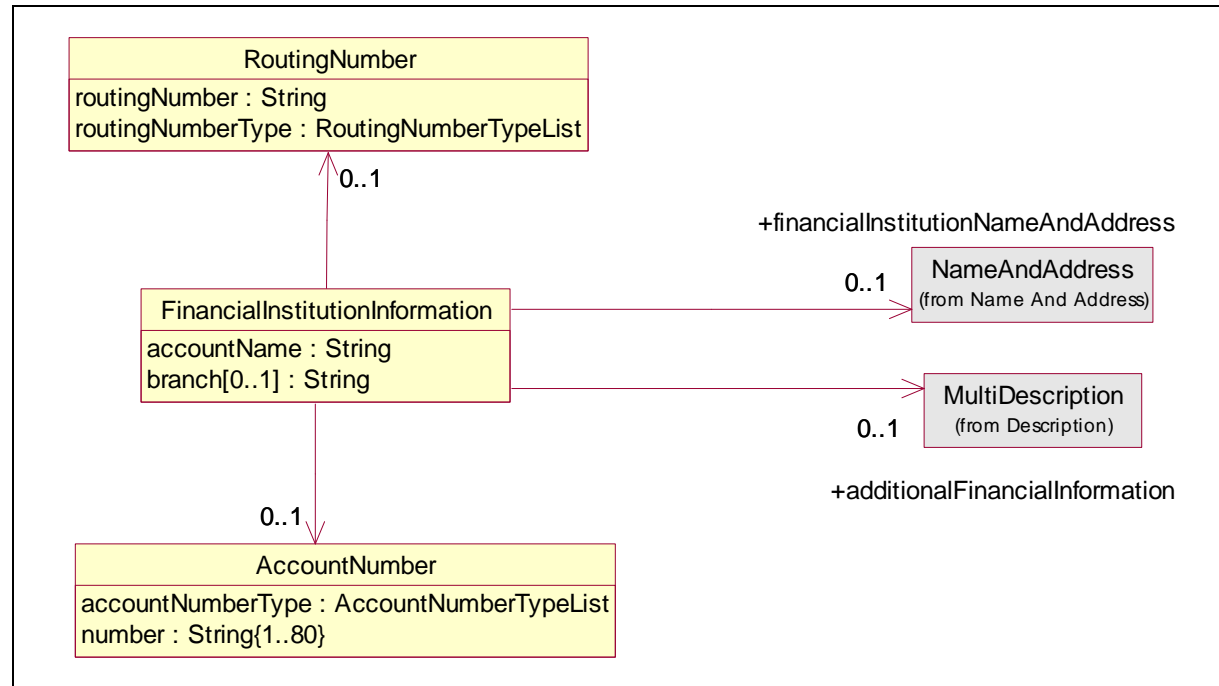 RoutingNumber
routingNumber : String
routingNumberType : RoutingNumberTypeList
0..1
+financialInstitutionNameAndAddress
0..1
NameAndAddress
(from Name And Address)
FinancialInstitutionInformation
accountName : String
branch[0..1] : String
0..1
MultiDescription
(from Description)
+additionalFinancialInformation
0..1
AccountNumber
accountNumberType : AccountNumberTypeList
number : String{1..80}